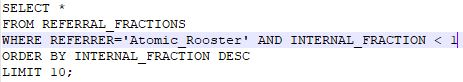 SELECT *
FROM REFERRAL_FRACTIONS
WHERE REFERRER='Atomic_Rooster' AND INTERNAL_FRACTION < 1
ORDER BY INTERNAL_FRACTION DESC
LIMIT 10;